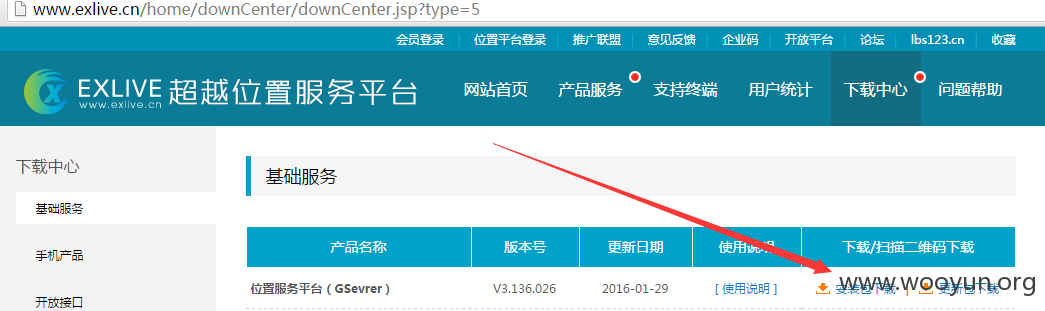 www.exlive.cn/home/downCenter/downCenter.jsp?type=5
会员登录 | 位置平台登录 | 推广联盟 | 意见反馈 | 企业码 | 开放平台 | 论坛 | lbs123.cn | 收藏
EXLIVE 超越位置服务平台 网站首页 产品服务 支持终端 用户统计 下载中心 问题帮助
www.exlive.cn
下载中心
基础服务
基础服务
手机产品
产品名称 版本号 更新日期 使用说明 下载/扫描二维码下载
位置服务平台（GSevrer） V3.136.026 2016-01-29 [ 使用说明 ] 安装包下载 | 更新包下载
www.wooyun.org
开放接口